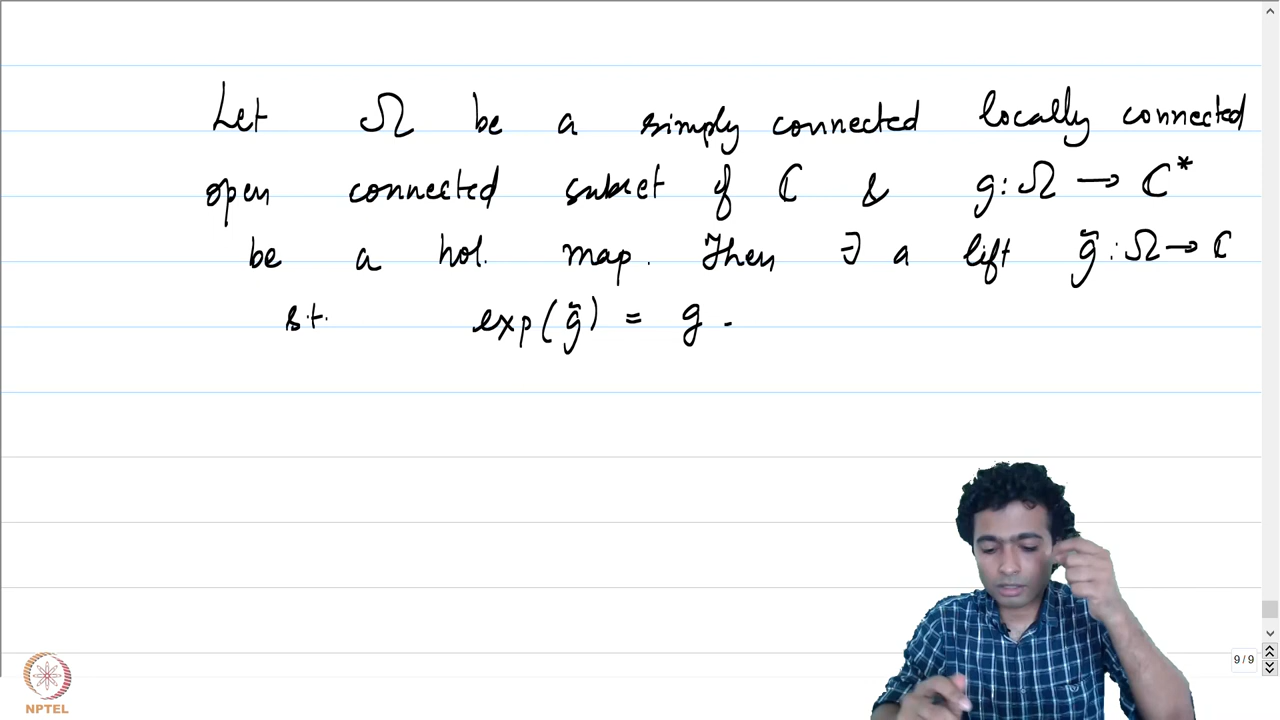 Let Ω be a simply connected locally connected
open connected subset of ℂ & g : Ω → ℂ*
be a hol. map. Then ∃ a lift g̃ : Ω → ℂ
s.t. exp(g̃) = g .
9 / 9
NPTEL